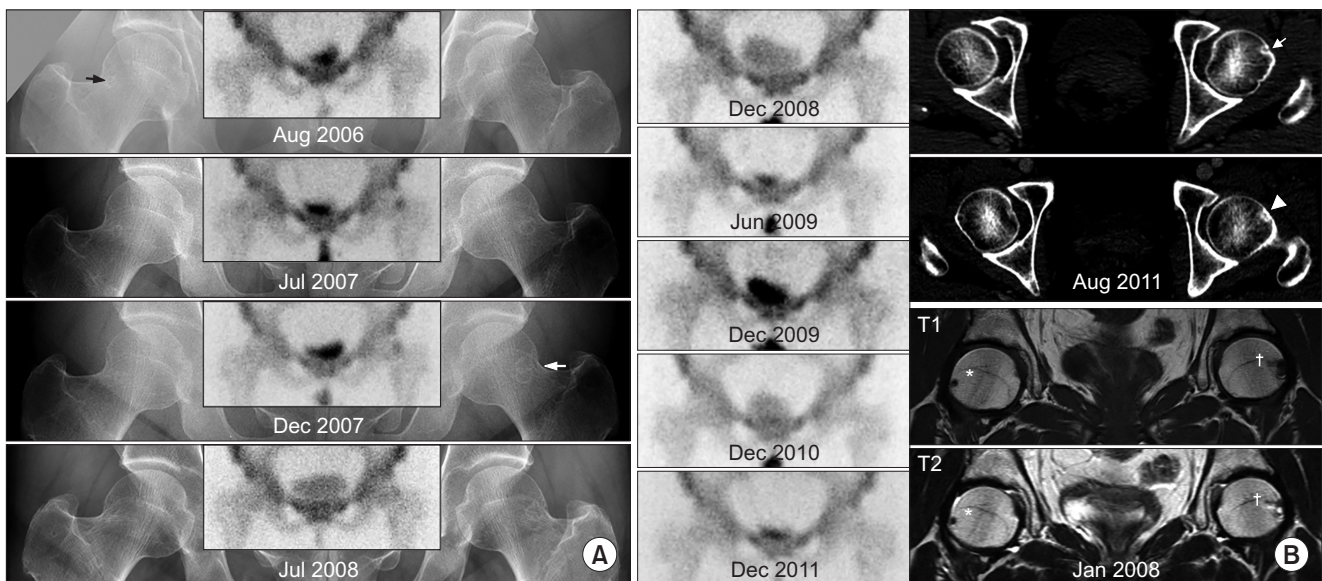 Aug 2006
Jul 2007
Dec 2007
Jul 2008
A
Dec 2008
Jun 2009
Dec 2009
Dec 2010
Dec 2011
Aug 2011
T1
* †
T2
* †
Jan 2008
B